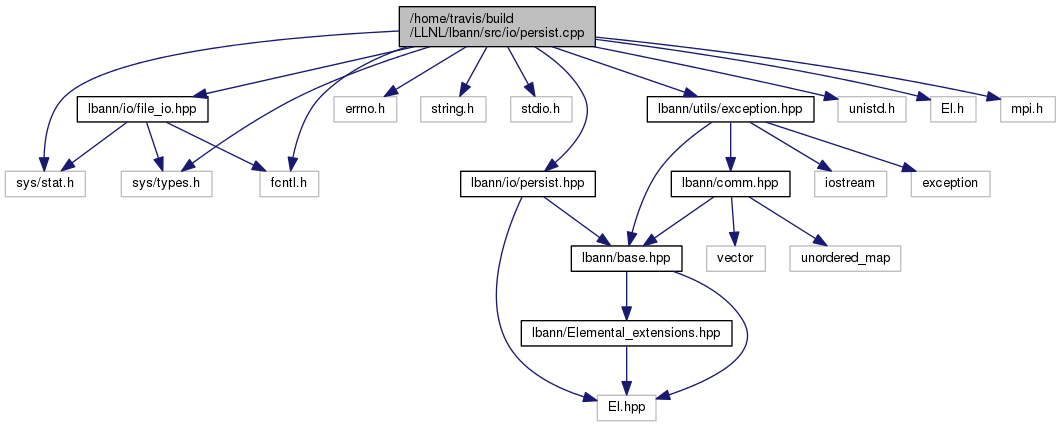 /home/travis/build
/LLNL/lbann/src/io/persist.cpp
lbann/io/file_io.hpp
errno.h
string.h
stdio.h
lbann/utils/exception.hpp
unistd.h
El.h
mpi.h
sys/stat.h
sys/types.h
fcntl.h
lbann/io/persist.hpp
lbann/comm.hpp
iostream
exception
lbann/base.hpp
vector
unordered_map
lbann/Elemental_extensions.hpp
El.hpp